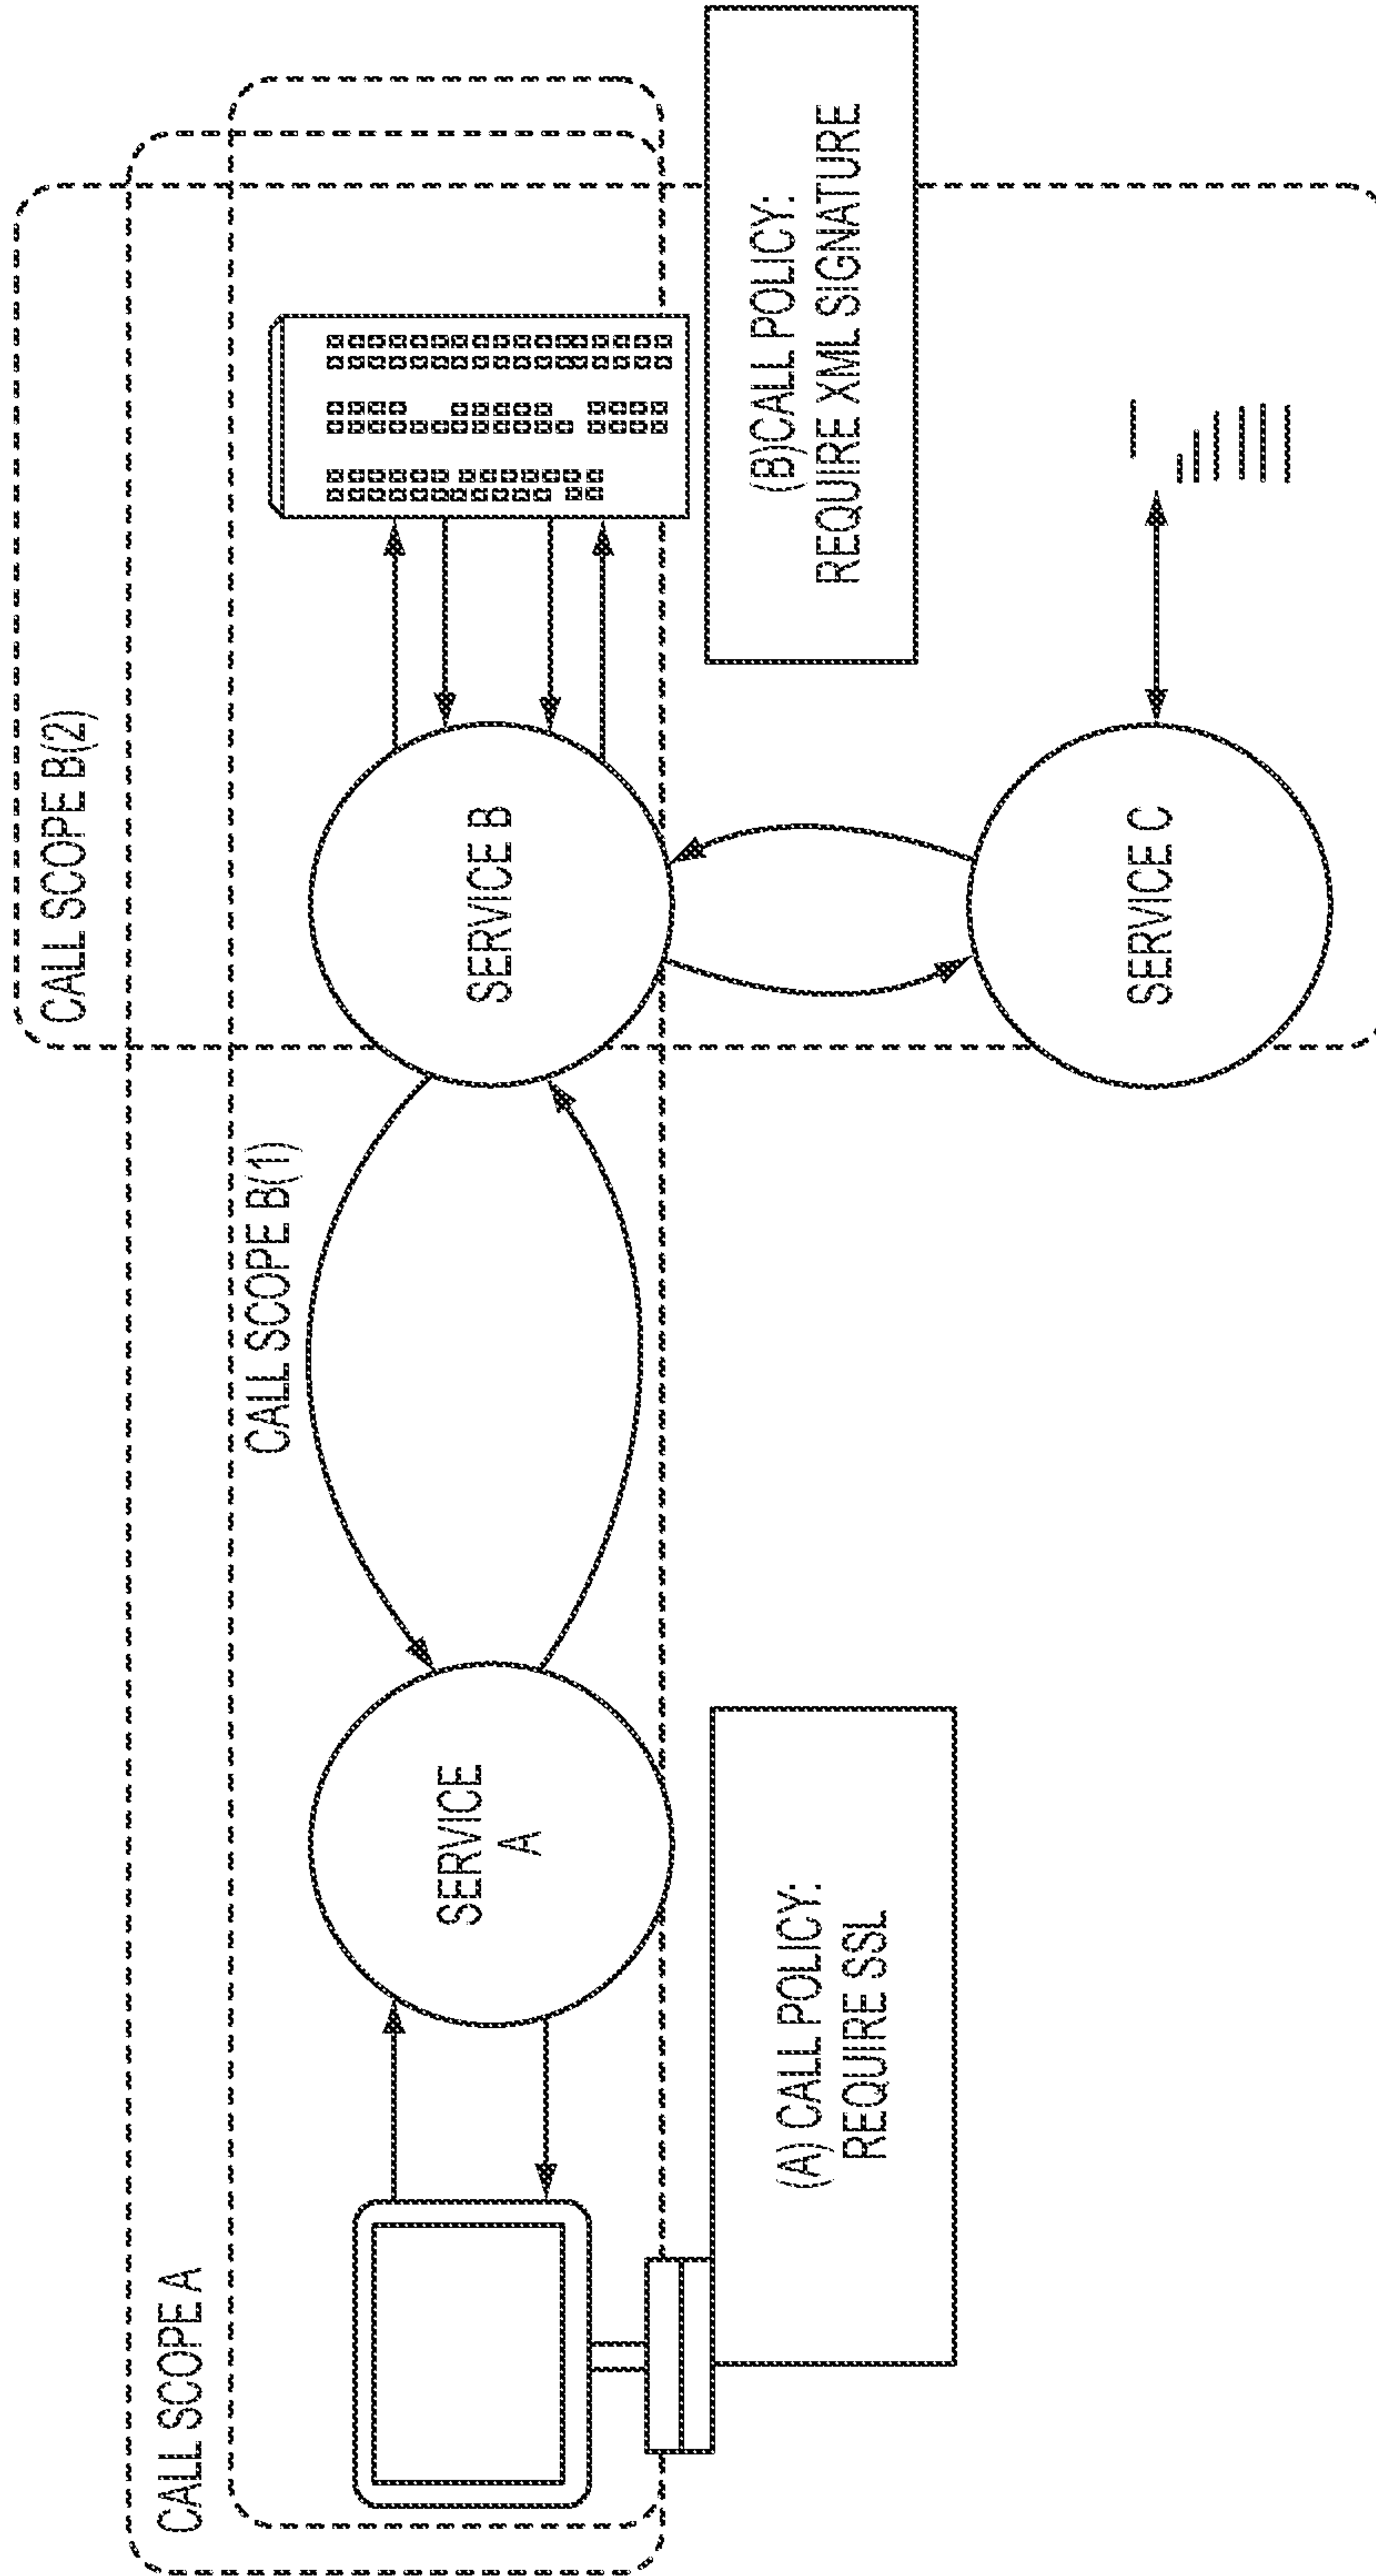 CALL SCOPE B(2)
CALL SCOPE A
CALL SCOPE B(1)
SERVICE
A
SERVICE B
(A) CALL POLICY:
REQUIRE SSL
(B)CALL POLICY:
REQUIRE XML SIGNATURE
SERVICE C